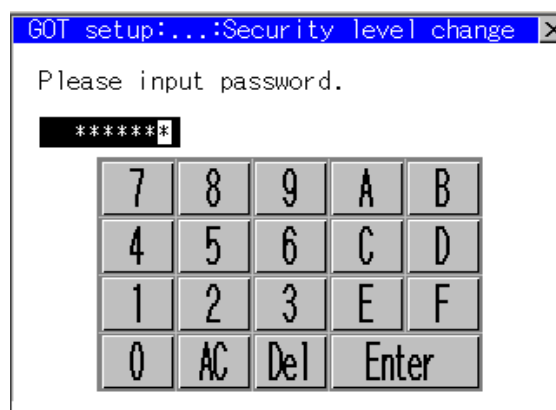 GOT setup:...:Security level change X
Please input password.
*******
7 8 9 A B
4 5 6 C D
1 2 3 E F
0 AC Del Enter